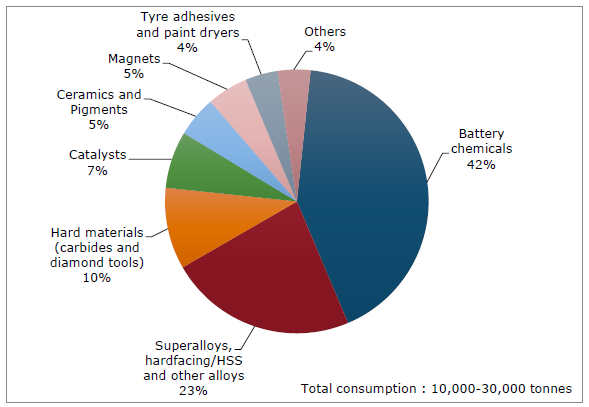 Tyre adhesives
and paint dryers
4%
Others
4%
Magnets
5%
Ceramics and
Pigments
5%
Catalysts
7%
Hard materials
(carbides and
diamond tools)
10%
Superalloys,
hardfacing/HSS
and other alloys
23%
Battery
chemicals
42%
Total consumption : 10,000-30,000 tonnes